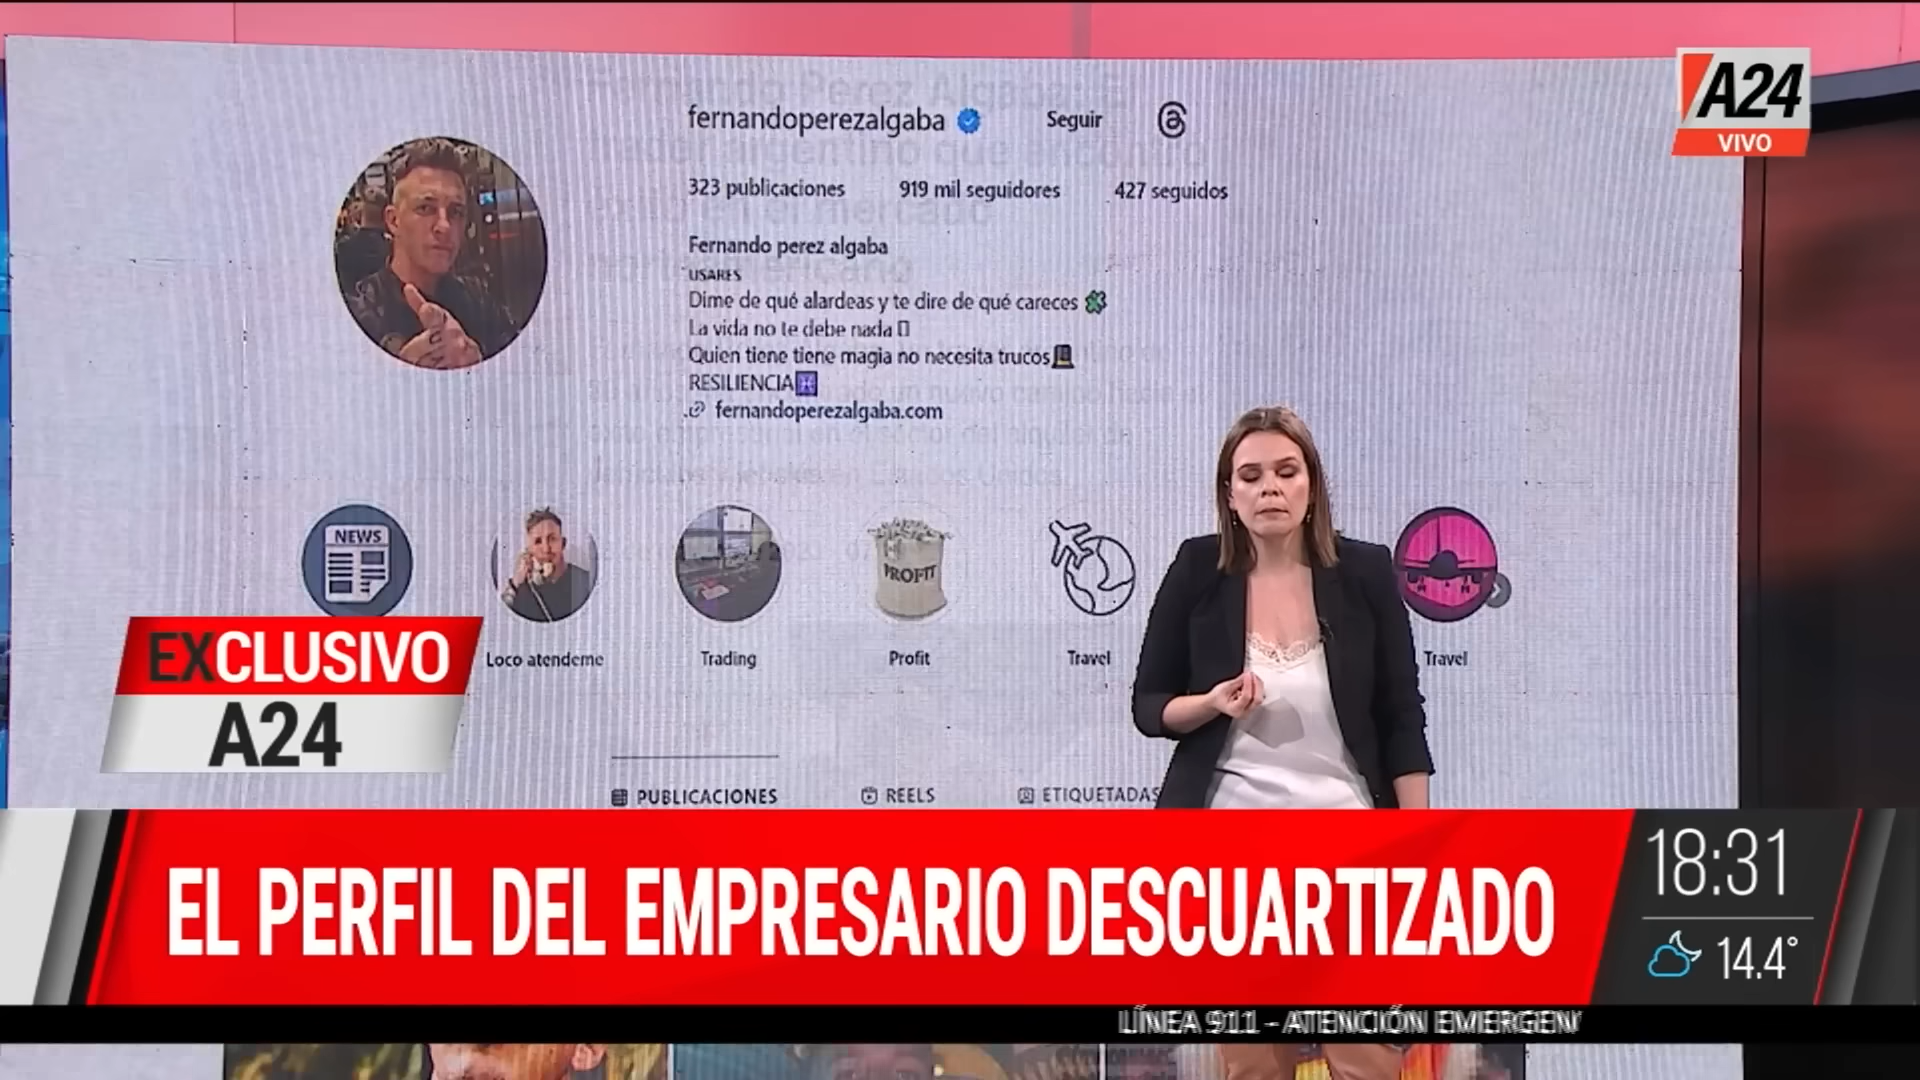 A24
VIVO
fernandoperezalgaba
Seguir
323 publicaciones
919 mil seguidores
427 seguidos
Fernando perez algaba
USARES
Dime de qué alardeas y te dire de qué careces
La vida no te debe nada
Quien tiene tiene magia no necesita trucos
RESILIENCIA
fernandoperezalgaba.com
NEWS
PROFIT
Loco atendeme
Trading
Profit
Travel
Travel
EXCLUSIVO
A24
PUBLICACIONES
REELS
ETIQUETADAS
EL PERFIL DEL EMPRESARIO DESCUARTIZADO
18:31
14.4°
LÍNEA 911 - ATENCIÓN EMERGEN